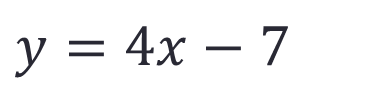 y = 4x − 7